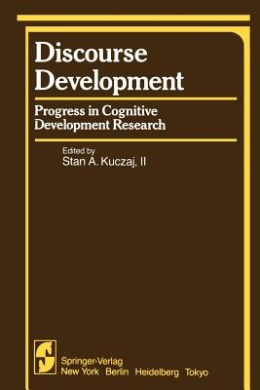 Discourse
Development
Progress in Cognitive
Development Research
Edited by
Stan A. Kuczaj, II
Springer-Verlag
New York Berlin Heidelberg Tokyo